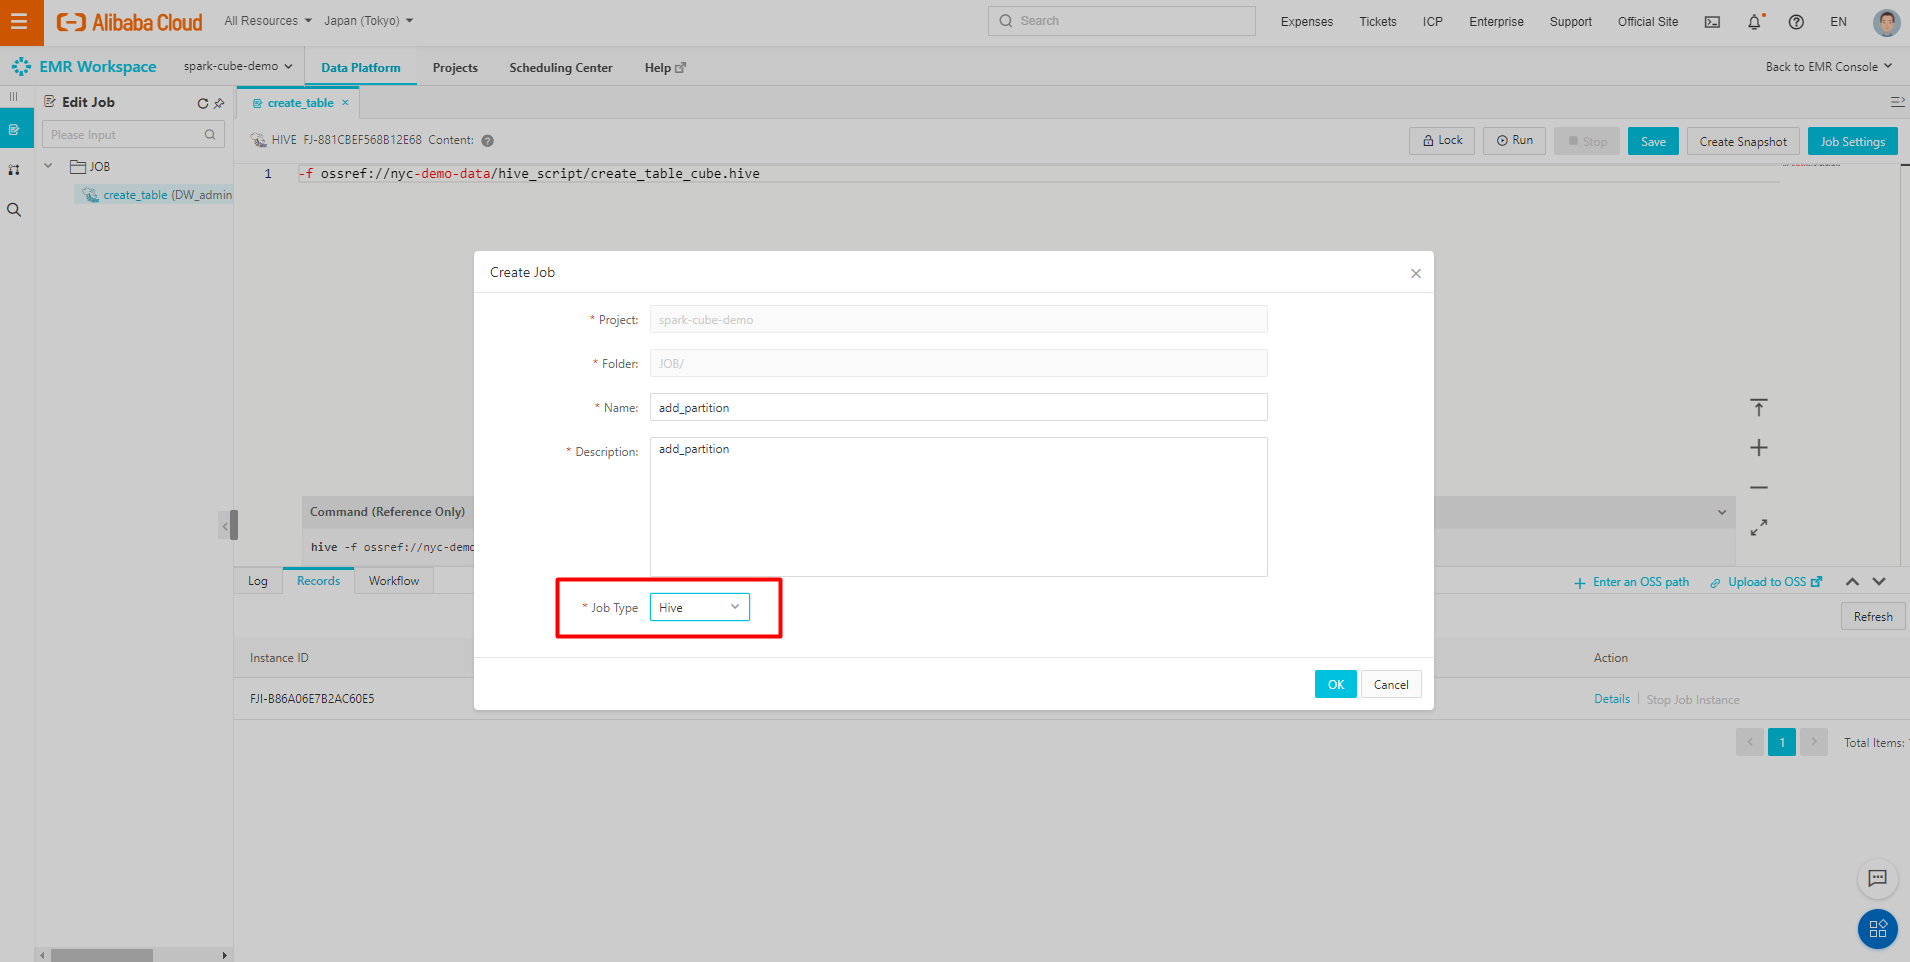 Alibaba Cloud All Resources Japan (Tokyo) Search Expenses Tickets ICP Enterprise Support Official Site EN
EMR Workspace spark-cube-demo Data Platform Projects Scheduling Center Help Back to EMR Console
Edit Job create_table
Please Input HIVE FJ-881CBEF568B12E68 Content: Lock Run Stop Save Create Snapshot Job Settings
JOB
1 -f ossref://nyc-demo-data/hive_script/create_table_cube.hive
create_table (DW_admin
Create Job
* Project: spark-cube-demo
* Folder: JOB/
* Name: add_partition
* Description: add_partition
Command (Reference Only)
hive -f ossref://nyc-demo
Log Records Workflow Enter an OSS path Upload to OSS
* Job Type Hive
Refresh
Instance ID Action
OK Cancel
FJI-B86A06E7B2AC60E5 Details Stop Job Instance
1 Total Items: